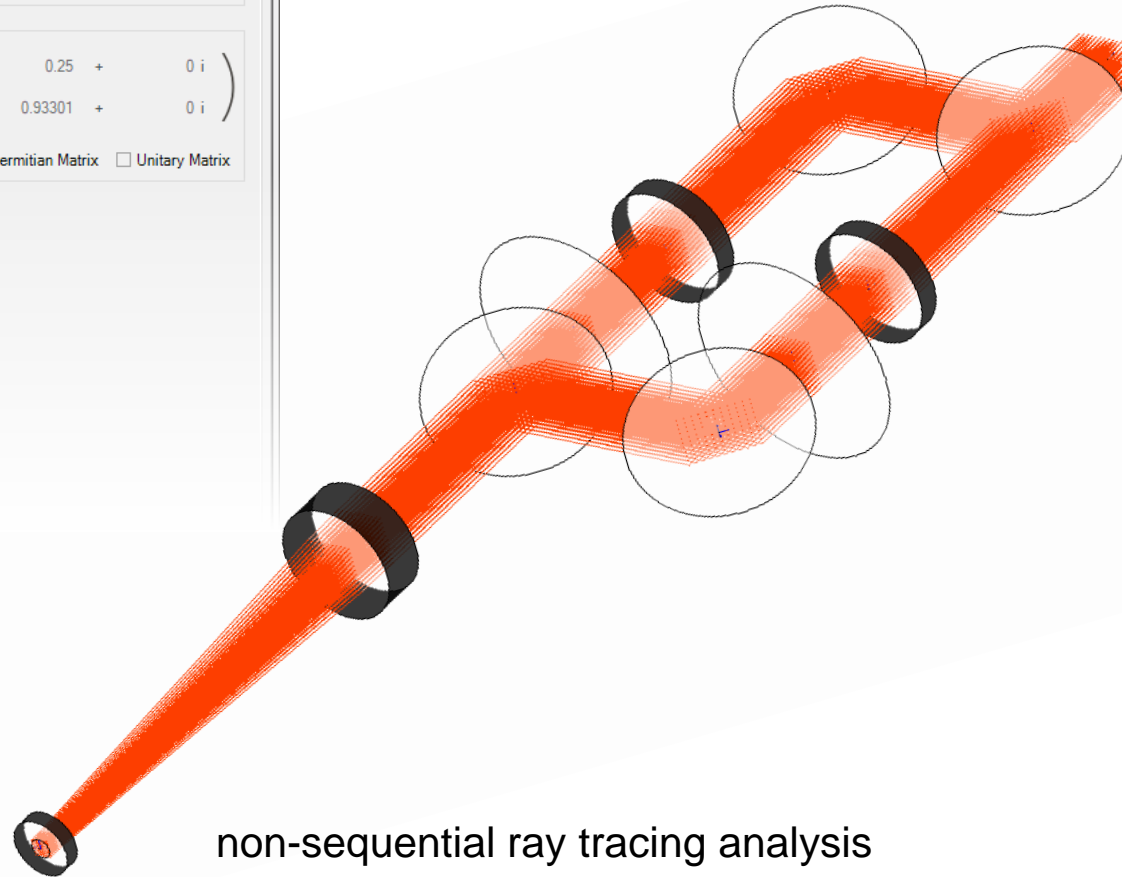 0.25 + 0 i
0.93301 + 0 i
ermitian Matrix Unitary Matrix
non-sequential ray tracing analysis